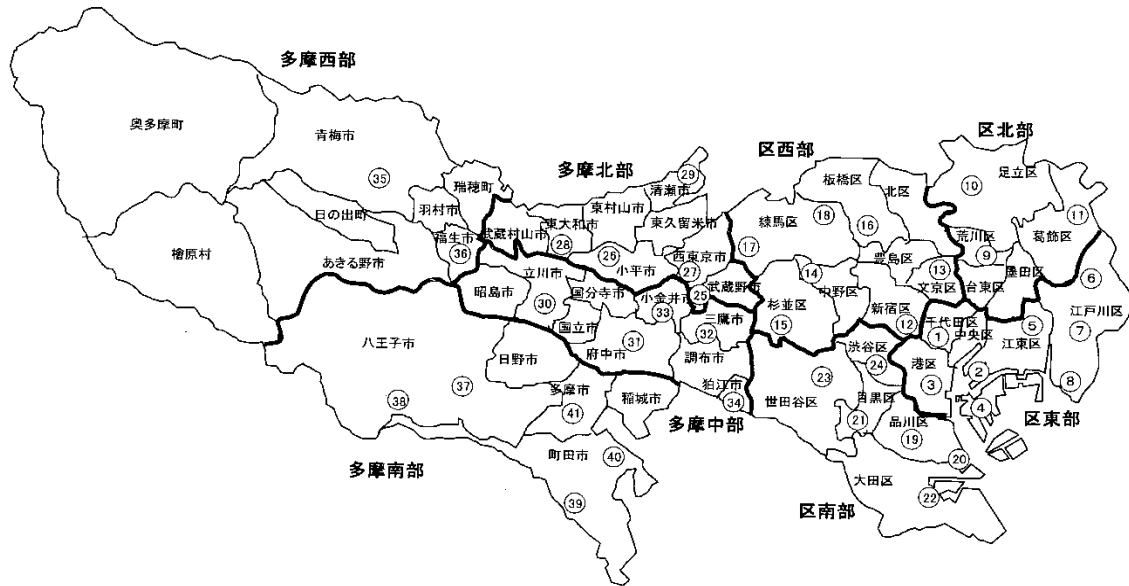 多摩西部
奥多摩町
青梅市
㉟
日の出町
檜原村
あきる野市
瑞穂町
羽村市
福生市
㊱
多摩北部
㉙
清瀬市
東村山市
東久留米市
武蔵村山市
東大和市
㉘
㉖
小平市
西東京市
㉗
武蔵野市
㉕
昭島市
立川市
㉚
国分寺市
国立市
小金井市
㉝
三鷹市
㉜
府中市
㉛
調布市
狛江市
㉞
多摩中部
八王子市
㊳
㊲
日野市
多摩市
㊶
稲城市
町田市
㊵
㊴
多摩南部
区西部
板橋区
北区
練馬区
⑱
⑯
⑰
豊島区
⑬
文京区
⑭
中野区
杉並区
⑮
新宿区
⑫
区北部
足立区
⑩
⑪
葛飾区
荒川区
⑨
台東区
墨田区
⑥
江戸川区
⑦
⑧
千代田区
①
中央区
②
港区
③
④
⑤
江東区
区東部
渋谷区
㉔
㉓
世田谷区
目黒区
㉑
品川区
⑲
⑳
大田区
㉒
区南部